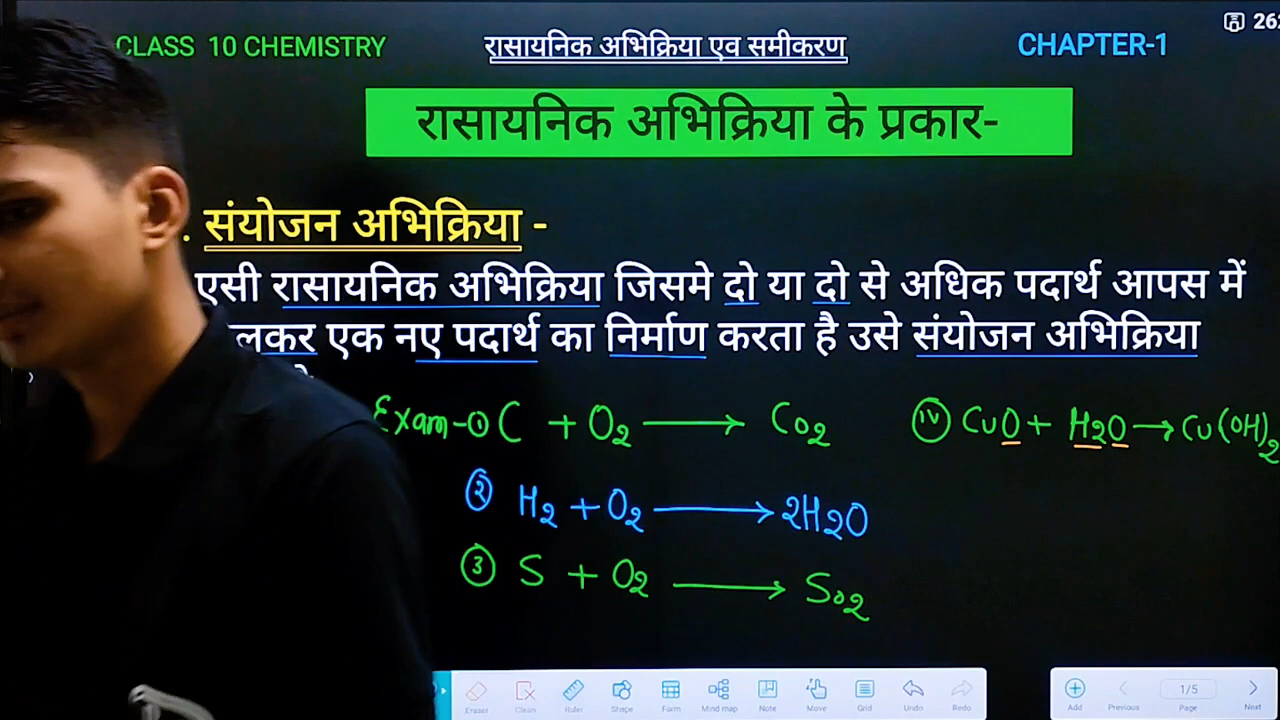 262
CLASS 10 CHEMISTRY रासायनिक अभिक्रिया एव समीकरण CHAPTER-1
रासायनिक अभिक्रिया के प्रकार-
. संयोजन अभिक्रिया -
एसी रासायनिक अभिक्रिया जिसमे दो या दो से अधिक पदार्थ आपस में
लकर एक नए पदार्थ का निर्माण करता है उसे संयोजन अभिक्रिया
Exam-① C + O₂ ⟶ CO₂ ⓘⓥ CuO + H₂O → Cu(OH)₂
② H₂ + O₂ ⟶ 2H₂O
③ S + O₂ ⟶ SO₂
Eraser Clean Ruler Shape Form Mind map Note Move Grid Undo Redo Add Previous 1/5 Page Next